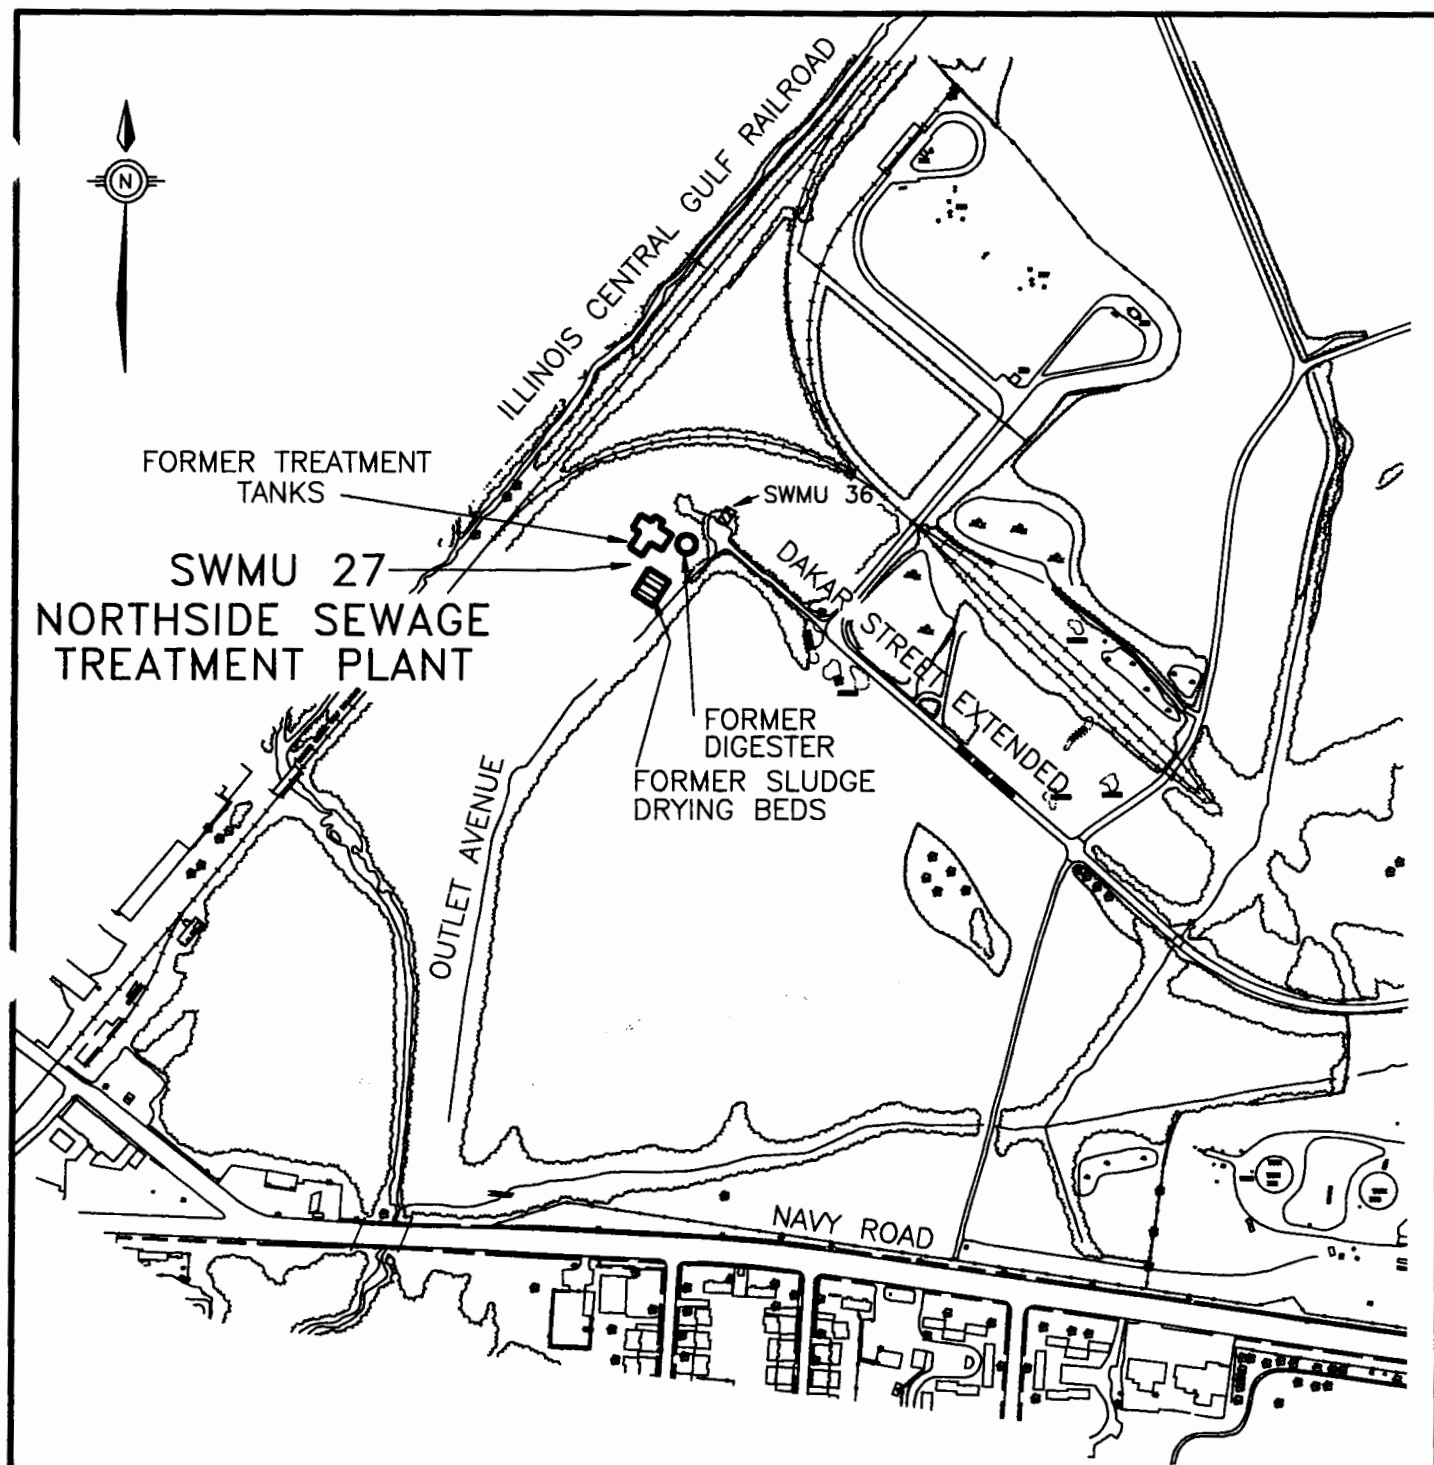 N
ILLINOIS CENTRAL GULF RAILROAD
FORMER TREATMENT
TANKS
SWMU 36
SWMU 27
NORTHSIDE SEWAGE
TREATMENT PLANT
DAKAR STREET EXTENDED
FORMER
DIGESTER
FORMER SLUDGE
DRYING BEDS
OUTLET AVENUE
NAVY ROAD